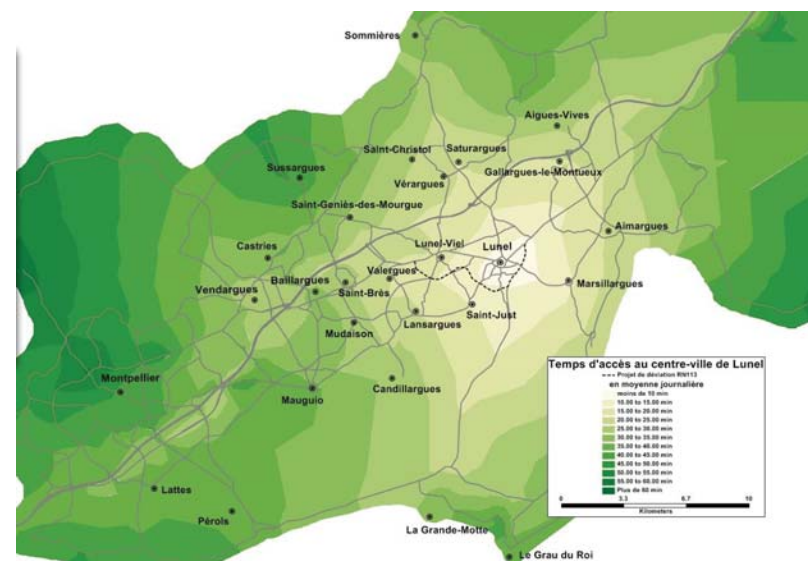 Sommières
Aigues-Vives
Saint-Christol
Saturargues
Sussargues
Vérargues
Gallargues-le-Montueux
Saint-Geniès-des-Mourgue
Aimargues
Castries
Lunel-Viel
Lunel
Valergues
Baillargues
Vendargues
Saint-Brès
Marsillargues
Lansargues
Saint-Just
Mudaison
Montpellier
Candillargues
Mauguio
Lattes
Pérols
La Grande-Motte
Le Grau du Roi
Temps d'accès au centre-ville de Lunel
Projet de déviation RN113
en moyenne journalière
moins de 10 min
10.00 to 15.00 min
15.00 to 20.00 min
20.00 to 25.00 min
25.00 to 30.00 min
30.00 to 35.00 min
35.00 to 40.00 min
40.00 to 45.00 min
45.00 to 50.00 min
50.00 to 55.00 min
55.00 to 60.00 min
Plus de 60 min
0 3.3 6.7 10
Kilometers